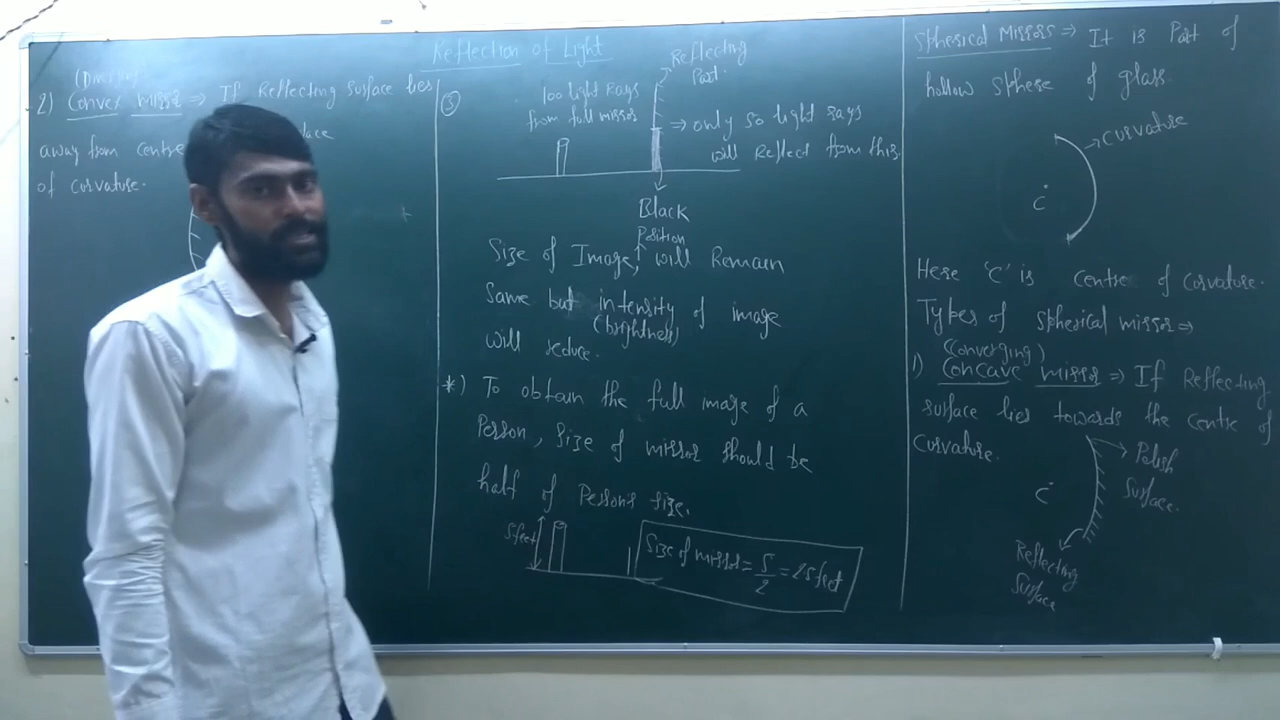 Reflection of Light
2) Convex mirror ⇒ If Reflecting surface lies
away from centre
of curvature.
5
100 light Rays
from full mirror
Reflecting
Part.
⇒ only 50 light rays
will Reflect from this.
Black
Position
Size of Image, will Remain
Same but intensity of image
(brightness)
will reduce.
*) To obtain the full image of a
Person, Size of mirror should be
half of Person's size.
5feet
Size of mirror = 5/2 = 2.5 feet
Spherical Mirrors ⇒ It is Part of
hollow sphere of glass.
Curvature
C
Here 'C' is centre of curvature.
Types of spherical mirror ⇒
(Converging)
1) Concave mirror ⇒ If Reflecting
surface lies towards the centre of
Curvature.
C
Polish
Surface.
Reflecting
Surface